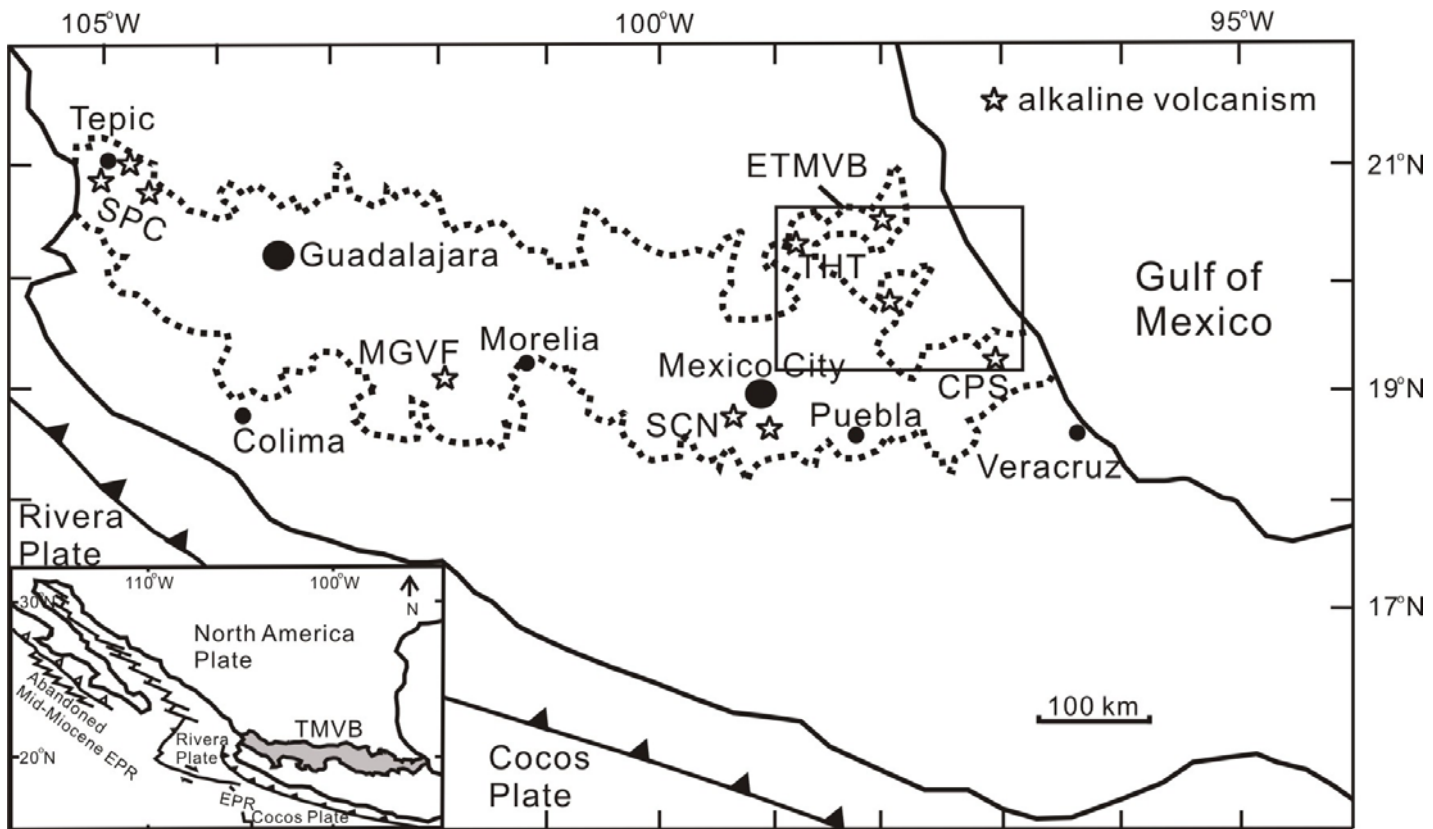 105°W
100°W
95°W
alkaline volcanism
Tepic
ETMVB
21°N
SPC
Guadalajara
THT
Gulf of
Mexico
MGVF
Morelia
Mexico City
19°N
CPS
SCN
Puebla
Colima
Veracruz
Rivera
Plate
17°N
100 km
Cocos
Plate
110°W
100°W
N
30°N
North America
Plate
Abandoned
Mid-Miocene EPR
TMVB
Rivera
Plate
20°N
EPR
Cocos Plate